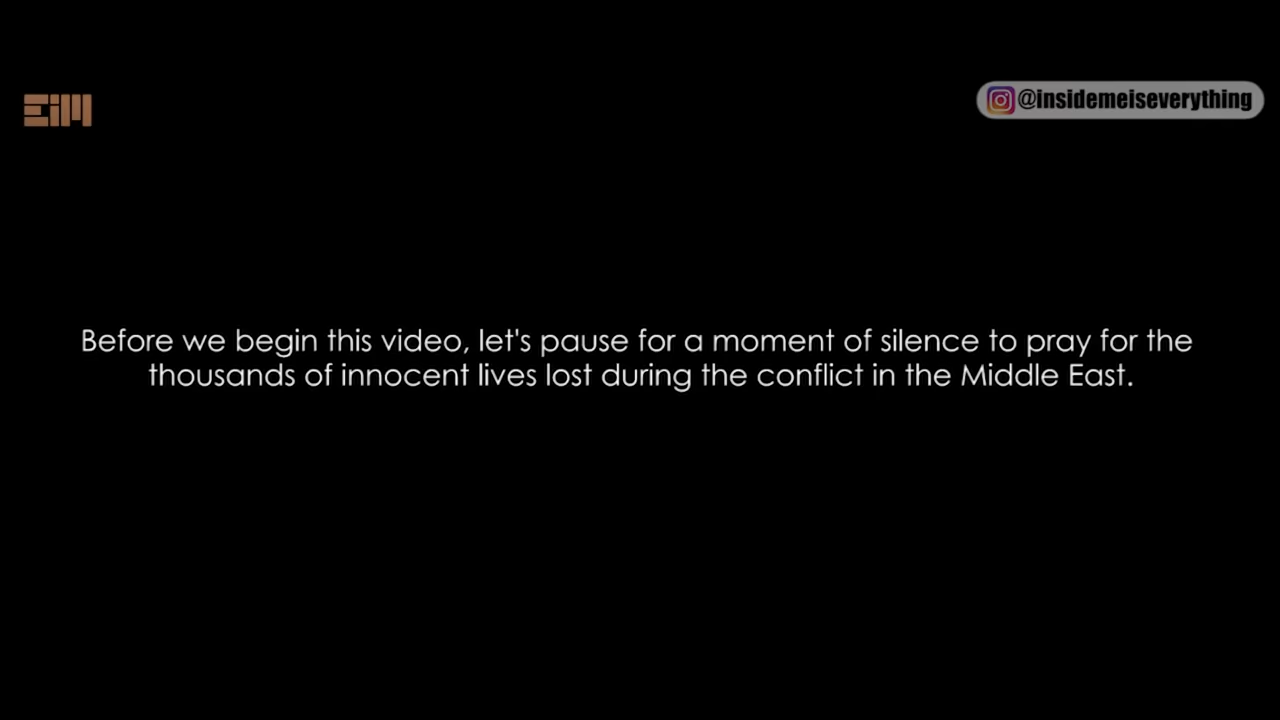 EiM
@insidemeiseverything
Before we begin this video, let's pause for a moment of silence to pray for the
thousands of innocent lives lost during the conflict in the Middle East.